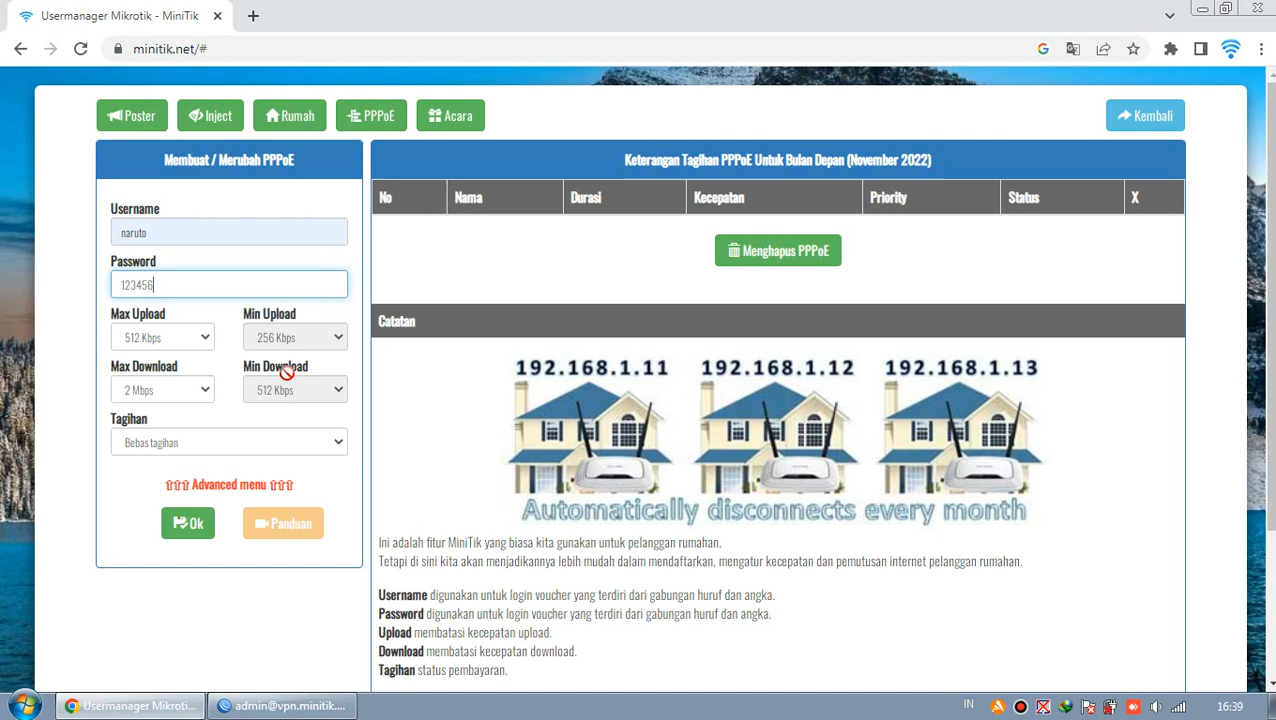 Usermanager Mikrotik - MiniTik
minitik.net/#
Poster
Inject
Rumah
PPPoE
Acara
Kembali
Membuat / Merubah PPPoE
Username
naruto
Password
123456
Max Upload
Min Upload
512 Kbps
256 Kbps
Max Download
Min Download
2 Mbps
512 Kbps
Tagihan
Bebas tagihan
⇧⇧⇧ Advanced menu ⇧⇧⇧
Ok
Panduan
Keterangan Tagihan PPPoE Untuk Bulan Depan (November 2022)
No Nama Durasi Kecepatan Priority Status X
Menghapus PPPoE
Catatan
192.168.1.11 192.168.1.12 192.168.1.13
Automatically disconnects every month
Ini adalah fitur MiniTik yang biasa kita gunakan untuk pelanggan rumahan.
Tetapi di sini kita akan menjadikannya lebih mudah dalam mendaftarkan, mengatur kecepatan dan pemutusan internet pelanggan rumahan.
Username digunakan untuk login voucher yang terdiri dari gabungan huruf dan angka.
Password digunakan untuk login voucher yang terdiri dari gabungan huruf dan angka.
Upload membatasi kecepatan upload.
Download membatasi kecepatan download.
Tagihan status pembayaran.
Usermanager Mikroti...
admin@vpn.minitik....
IN
16:39